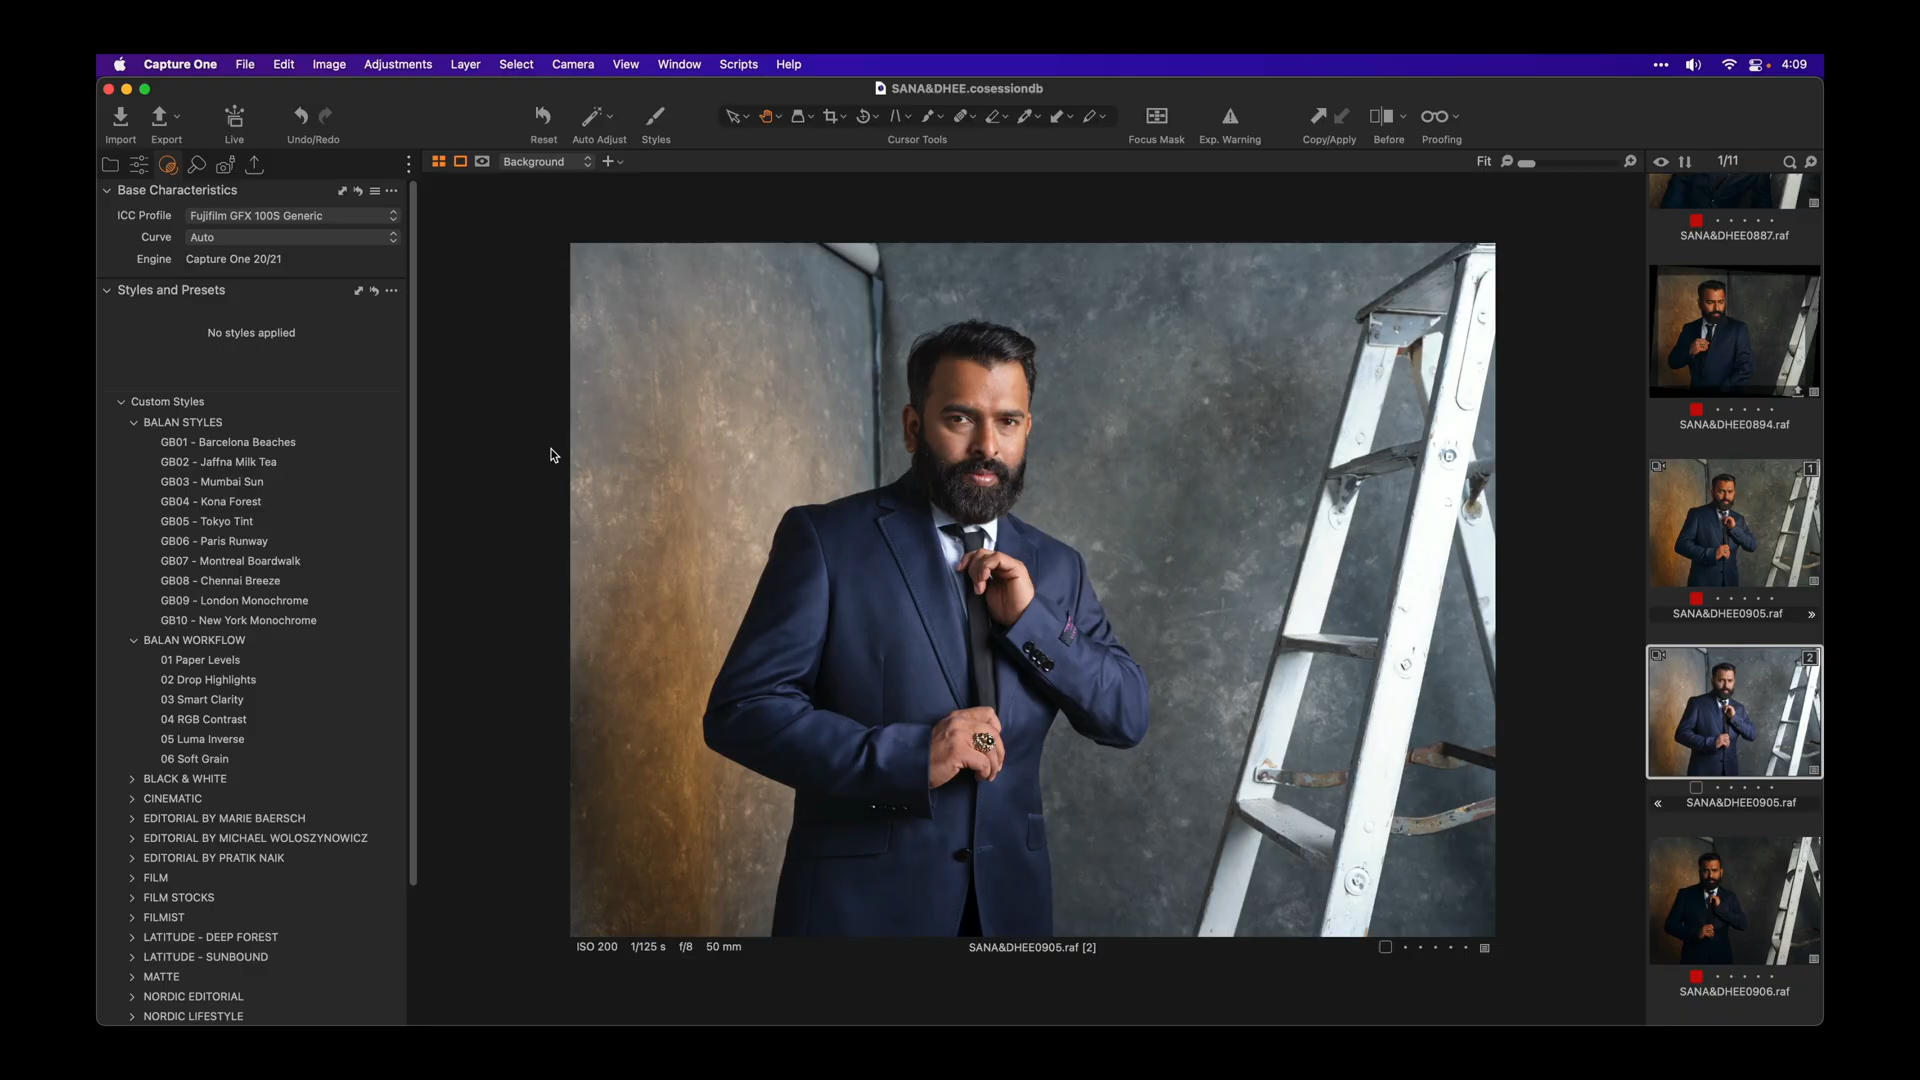 Capture One File Edit Image Adjustments Layer Select Camera View Window Scripts Help 4:09
SANA&DHEE.cosessiondb
Import Export Live Undo/Redo Reset Auto Adjust Styles Cursor Tools Focus Mask Exp. Warning Copy/Apply Before Proofing
Background Fit 1/11
Base Characteristics
ICC Profile Fujifilm GFX 100S Generic
Curve Auto
Engine Capture One 20/21
Styles and Presets
No styles applied
Custom Styles
BALAN STYLES
GB01 - Barcelona Beaches
GB02 - Jaffna Milk Tea
GB03 - Mumbai Sun
GB04 - Kona Forest
GB05 - Tokyo Tint
GB06 - Paris Runway
GB07 - Montreal Boardwalk
GB08 - Chennai Breeze
GB09 - London Monochrome
GB10 - New York Monochrome
BALAN WORKFLOW
01 Paper Levels
02 Drop Highlights
03 Smart Clarity
04 RGB Contrast
05 Luma Inverse
06 Soft Grain
BLACK & WHITE
CINEMATIC
EDITORIAL BY MARIE BAERSCH
EDITORIAL BY MICHAEL WOLOSZYNOWICZ
EDITORIAL BY PRATIK NAIK
FILM
FILM STOCKS
FILMIST
LATITUDE - DEEP FOREST
LATITUDE - SUNBOUND
MATTE
NORDIC EDITORIAL
NORDIC LIFESTYLE
ISO 200 1/125 s f/8 50 mm SANA&DHEE0905.raf [2]
SANA&DHEE0887.raf
SANA&DHEE0894.raf
1
SANA&DHEE0905.raf
2
SANA&DHEE0905.raf
SANA&DHEE0906.raf